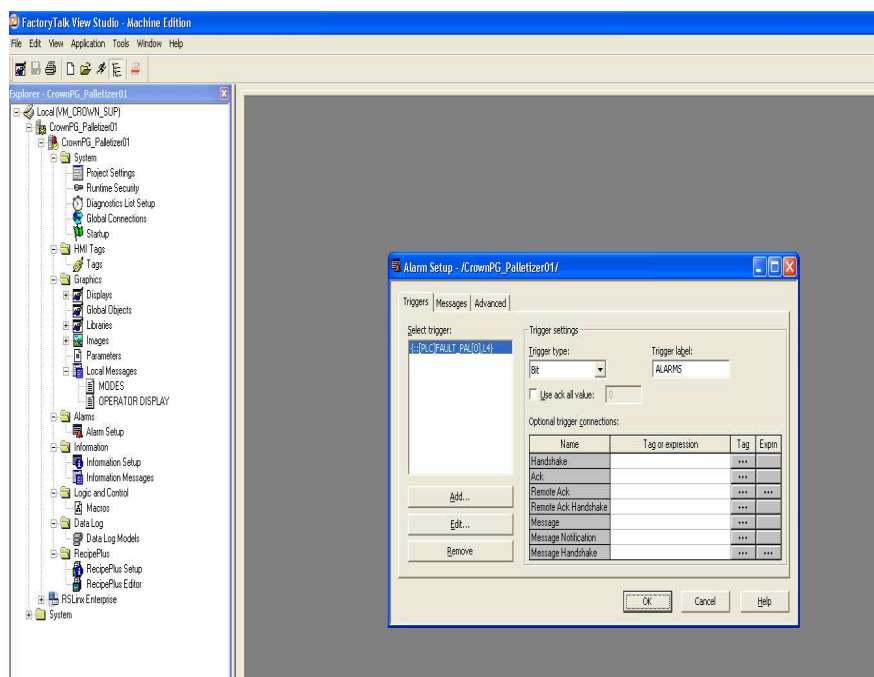 FactoryTalk View Studio - Machine Edition
File Edit View Application Tools Window Help
Explorer - CrownPG_Palletizer01
Local (VM_CROWN_SUP)
CrownPG_Palletizer01
CrownPG_Palletizer01
System
Project Settings
Runtime Security
Diagnostics List Setup
Global Connections
Startup
HMI Tags
Tags
Graphics
Displays
Global Objects
Libraries
Images
Parameters
Local Messages
MODES
OPERATOR DISPLAY
Alarms
Alarm Setup
Information
Information Setup
Information Messages
Logic and Control
Macros
Data Log
Data Log Models
RecipePlus
RecipePlus Setup
RecipePlus Editor
RSLinx Enterprise
System
Alarm Setup - /CrownPG_Palletizer01/
Triggers Messages Advanced
Select trigger:
{::[PLC]FAULT_PAL[0],L4}
Add...
Edit...
Remove
Trigger settings
Trigger type: Trigger label:
Bit ALARMS
Use ack all value: 0
Optional trigger connections:
Name Tag or expression Tag Exprn
Handshake ...
Ack ...
Remote Ack ... ...
Remote Ack Handshake ...
Message ...
Message Notification ...
Message Handshake ... ...
OK Cancel Help